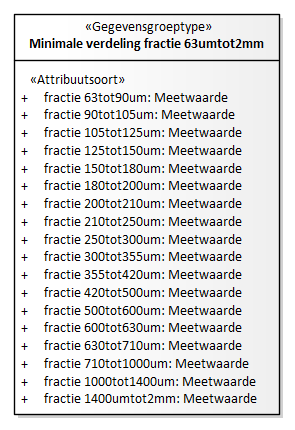 «Gegevensgroeptype»
Minimale verdeling fractie 63umtot2mm
«Attribuutsoort»
+ fractie 63tot90um: Meetwaarde
+ fractie 90tot105um: Meetwaarde
+ fractie 105tot125um: Meetwaarde
+ fractie 125tot150um: Meetwaarde
+ fractie 150tot180um: Meetwaarde
+ fractie 180tot200um: Meetwaarde
+ fractie 200tot210um: Meetwaarde
+ fractie 210tot250um: Meetwaarde
+ fractie 250tot300um: Meetwaarde
+ fractie 300tot355um: Meetwaarde
+ fractie 355tot420um: Meetwaarde
+ fractie 420tot500um: Meetwaarde
+ fractie 500tot600um: Meetwaarde
+ fractie 600tot630um: Meetwaarde
+ fractie 630tot710um: Meetwaarde
+ fractie 710tot1000um: Meetwaarde
+ fractie 1000tot1400um: Meetwaarde
+ fractie 1400umtot2mm: Meetwaarde